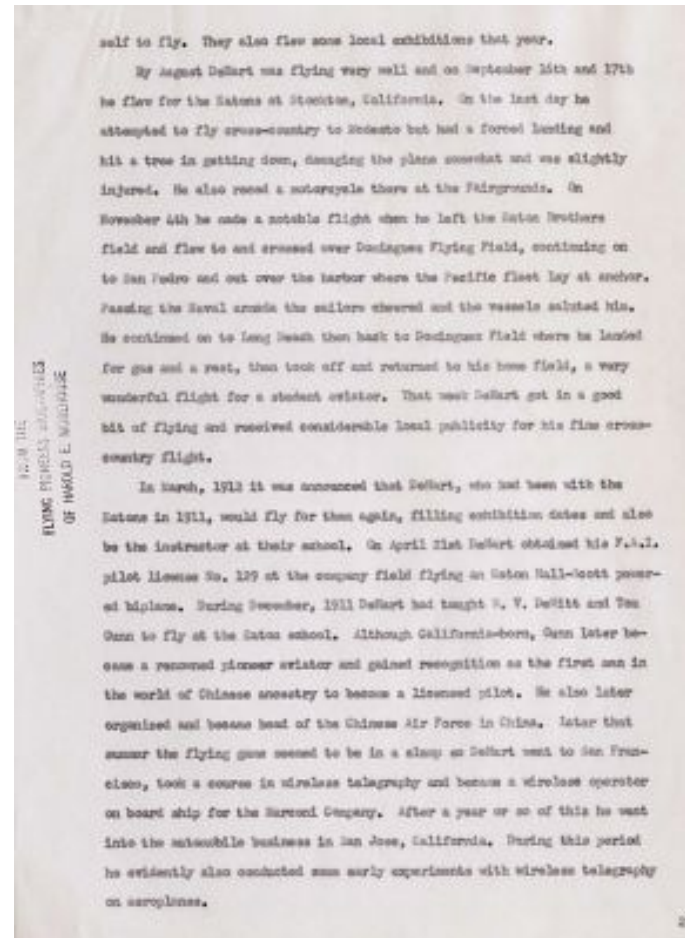 self to fly. They also flew some local exhibitions that year.
By August DeHart was flying very well and on September 16th and 17th
he flew for the Eatons at Stockton, California. On the last day he
attempted to fly cross-country to Modesto but had a forced landing and
hit a tree in getting down, damaging the plane somewhat and was slightly
injured. He also raced a motorcycle there at the Fairgrounds. On
November 4th he made a notable flight when he left the Eaton Brothers
field and flew to and crossed over Dominguez Flying Field, continuing on
to San Pedro and out over the harbor where the Pacific fleet lay at anchor.
Passing the Naval armada the sailors cheered and the vessels saluted him.
He continued on to Long Beach then back to Dominguez Field where he landed
for gas and a rest, then took off and returned to his home field, a very
wonderful flight for a student aviator. That week DeHart got in a good
bit of flying and received considerable local publicity for his fine cross-
country flight.
In March, 1912 it was announced that DeHart, who had been with the
Eatons in 1911, would fly for them again, filling exhibition dates and also
be the instructor at their school. On April 21st DeHart obtained his F.A.I.
pilot license No. 129 at the company field flying an Eaton Hall-Scott power-
ed biplane. During December, 1911 DeHart had taught W. V. DeWitt and Tom
Gunn to fly at the Eaton school. Although California-born, Gunn later be-
came a renowned pioneer aviator and gained recognition as the first man in
the world of Chinese ancestry to become a licensed pilot. He also later
organized and became head of the Chinese Air Force in China. Later that
summer the flying game seemed to be in a slump so DeHart went to San Fran-
cisco, took a course in wireless telegraphy and became a wireless operator
on board ship for the Marconi Company. After a year or so of this he went
into the automobile business in San Jose, California. During this period
he evidently also conducted some early experiments with wireless telegraphy
on aeroplanes.
FROM THE
FLYING PIONEERS BIOGRAPHIES
OF HAROLD E. MOREHOUSE